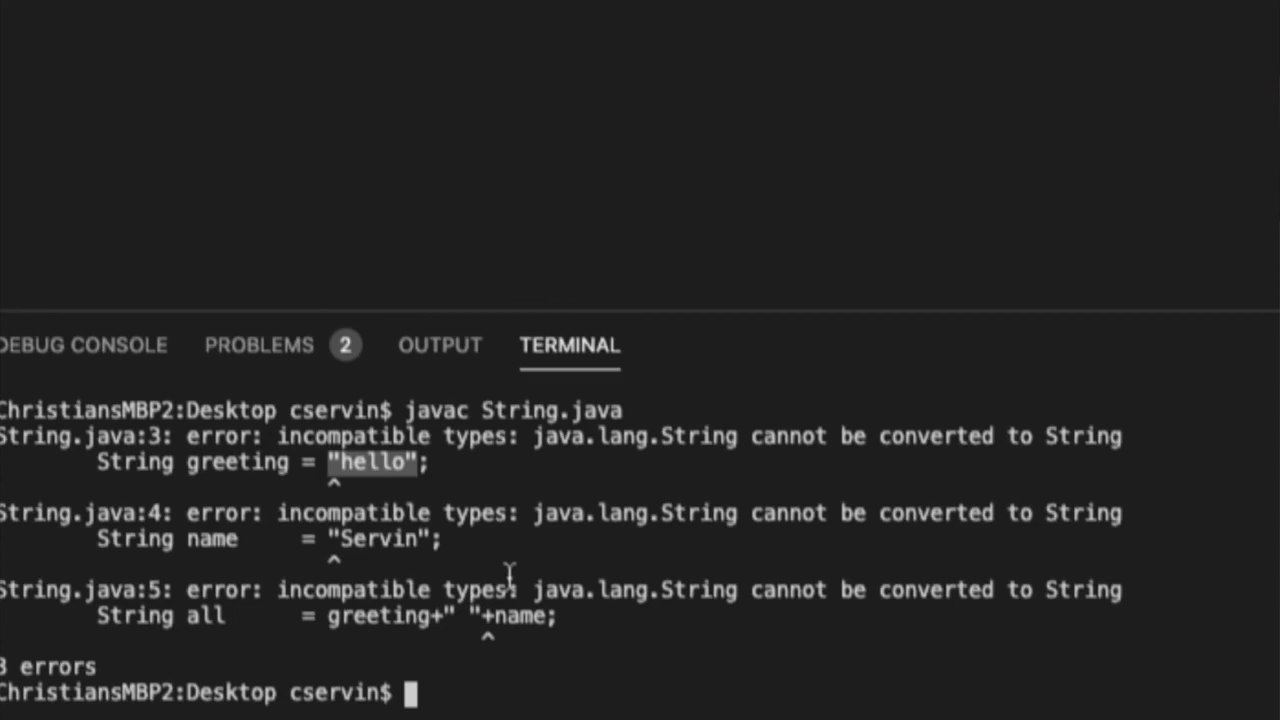 DEBUG CONSOLE PROBLEMS 2 OUTPUT TERMINAL
ChristiansMBP2:Desktop cservin$ javac String.java
String.java:3: error: incompatible types: java.lang.String cannot be converted to String
String greeting = "hello";
^
String.java:4: error: incompatible types: java.lang.String cannot be converted to String
String name     = "Servin";
^
String.java:5: error: incompatible types: java.lang.String cannot be converted to String
String all      = greeting+" "+name;
^
3 errors
ChristiansMBP2:Desktop cservin$